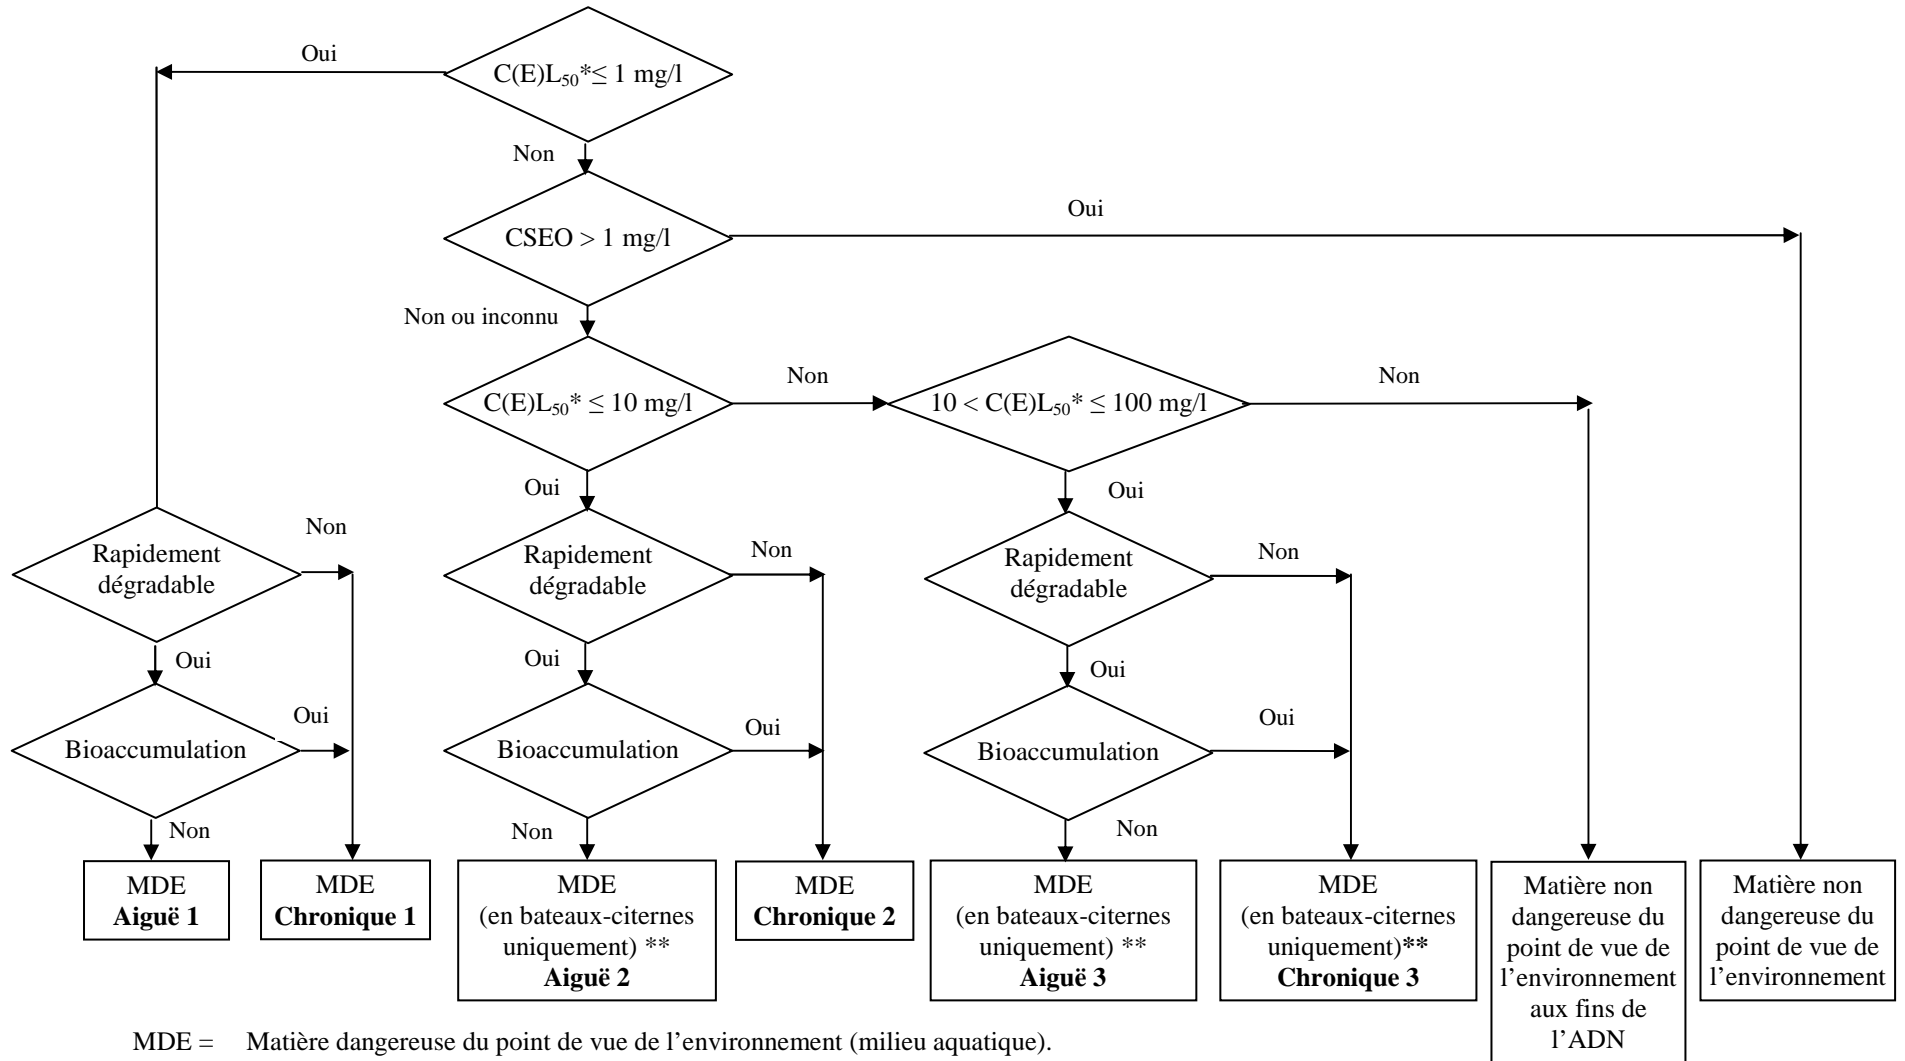 Oui
C(E)L₅₀*≤ 1 mg/l
Non
Oui
CSEO > 1 mg/l
Non ou inconnu
C(E)L₅₀* ≤ 10 mg/l
Non
10 < C(E)L₅₀* ≤ 100 mg/l
Non
Oui
Oui
Rapidement
dégradable
Non
Rapidement
dégradable
Non
Rapidement
dégradable
Non
Oui
Oui
Oui
Bioaccumulation
Oui
Bioaccumulation
Oui
Bioaccumulation
Oui
Non
Non
Non
MDE
Aiguë 1
MDE
Chronique 1
MDE
(en bateaux-citernes
uniquement) **
Aiguë 2
MDE
Chronique 2
MDE
(en bateaux-citernes
uniquement) **
Aiguë 3
MDE
(en bateaux-citernes
uniquement)**
Chronique 3
Matière non
dangereuse du
point de vue de
l’environnement
aux fins de
l’ADN
Matière non
dangereuse du
point de vue de
l’environnement
MDE = Matière dangereuse du point de vue de l’environnement (milieu aquatique).